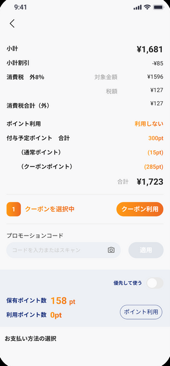 9:41
小計 ¥1,681
小計割引 -¥85
消費税 外8% 対象金額 ¥1596
税額 ¥127
消費税合計(外) ¥127
ポイント利用 利用しない
付与予定ポイント 合計 300pt
(通常ポイント) (15pt)
(クーポンポイント) (285pt)
合計 ¥1,723
1 クーポンを選択中 クーポン利用
プロモーションコード
コードを入力またはスキャン 適用
優先して使う
保有ポイント数 158 pt
利用ポイント数 0pt ポイント利用
お支払い方法の選択